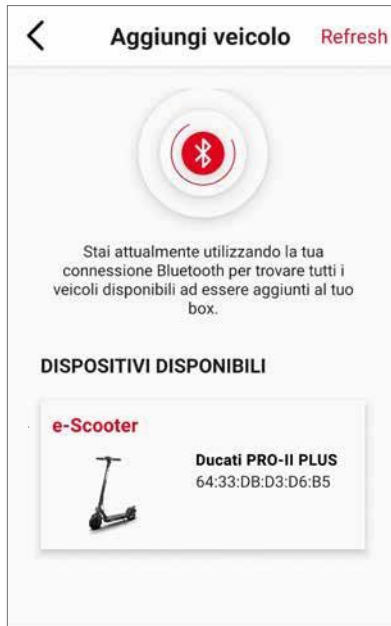 Aggiungi veicolo Refresh
Stai attualmente utilizzando la tua
connessione Bluetooth per trovare tutti i
veicoli disponibili ad essere aggiunti al tuo
box.
DISPOSITIVI DISPONIBILI
e-Scooter
Ducati PRO-II PLUS
64:33:DB:D3:D6:B5